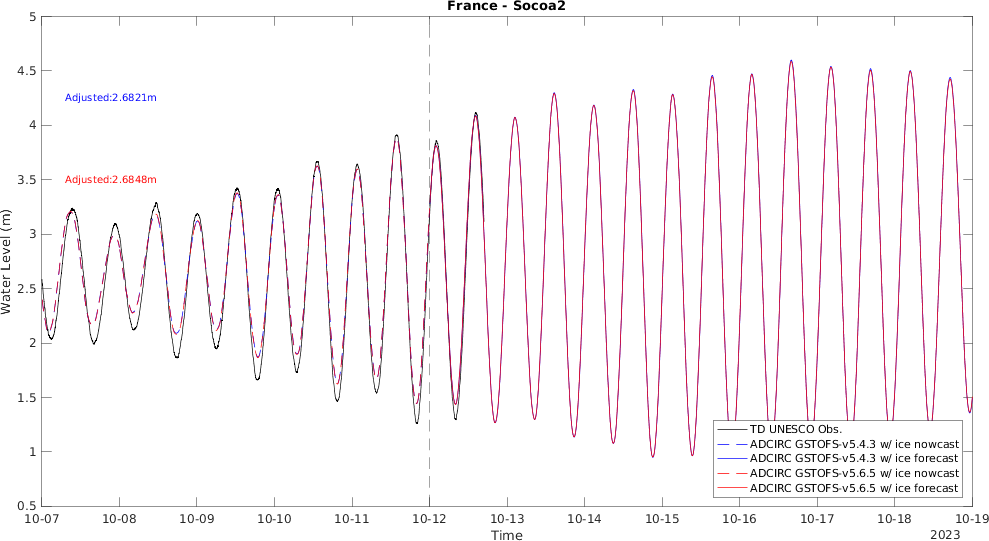 France - Socoa2
5
4.5
4
3.5
3
2.5
2
1.5
1
0.5
Water Level (m)
Adjusted:2.6821m
Adjusted:2.6848m
TD UNESCO Obs.
ADCIRC GSTOFS-v5.4.3 w/ ice nowcast
ADCIRC GSTOFS-v5.4.3 w/ ice forecast
ADCIRC GSTOFS-v5.6.5 w/ ice nowcast
ADCIRC GSTOFS-v5.6.5 w/ ice forecast
10-07 10-08 10-09 10-10 10-11 10-12 10-13 10-14 10-15 10-16 10-17 10-18 10-19
Time
2023